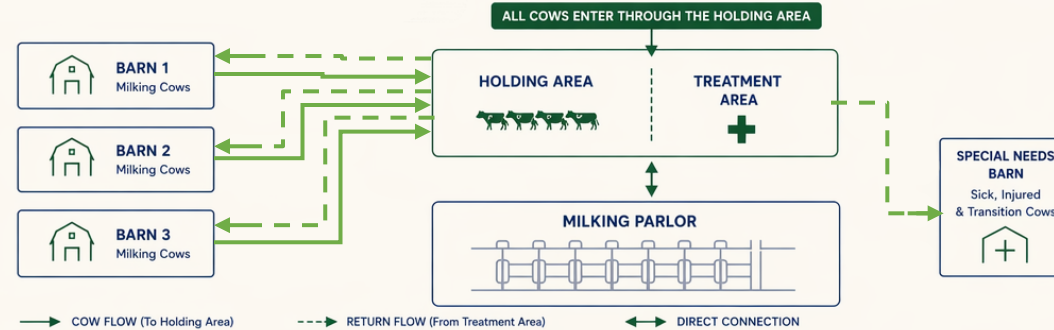 ALL COWS ENTER THROUGH THE HOLDING AREA
BARN 1
Milking Cows
BARN 2
Milking Cows
BARN 3
Milking Cows
HOLDING AREA
TREATMENT
AREA
MILKING PARLOR
SPECIAL NEEDS
BARN
Sick, Injured
& Transition Cows
COW FLOW (To Holding Area)
RETURN FLOW (From Treatment Area)
DIRECT CONNECTION